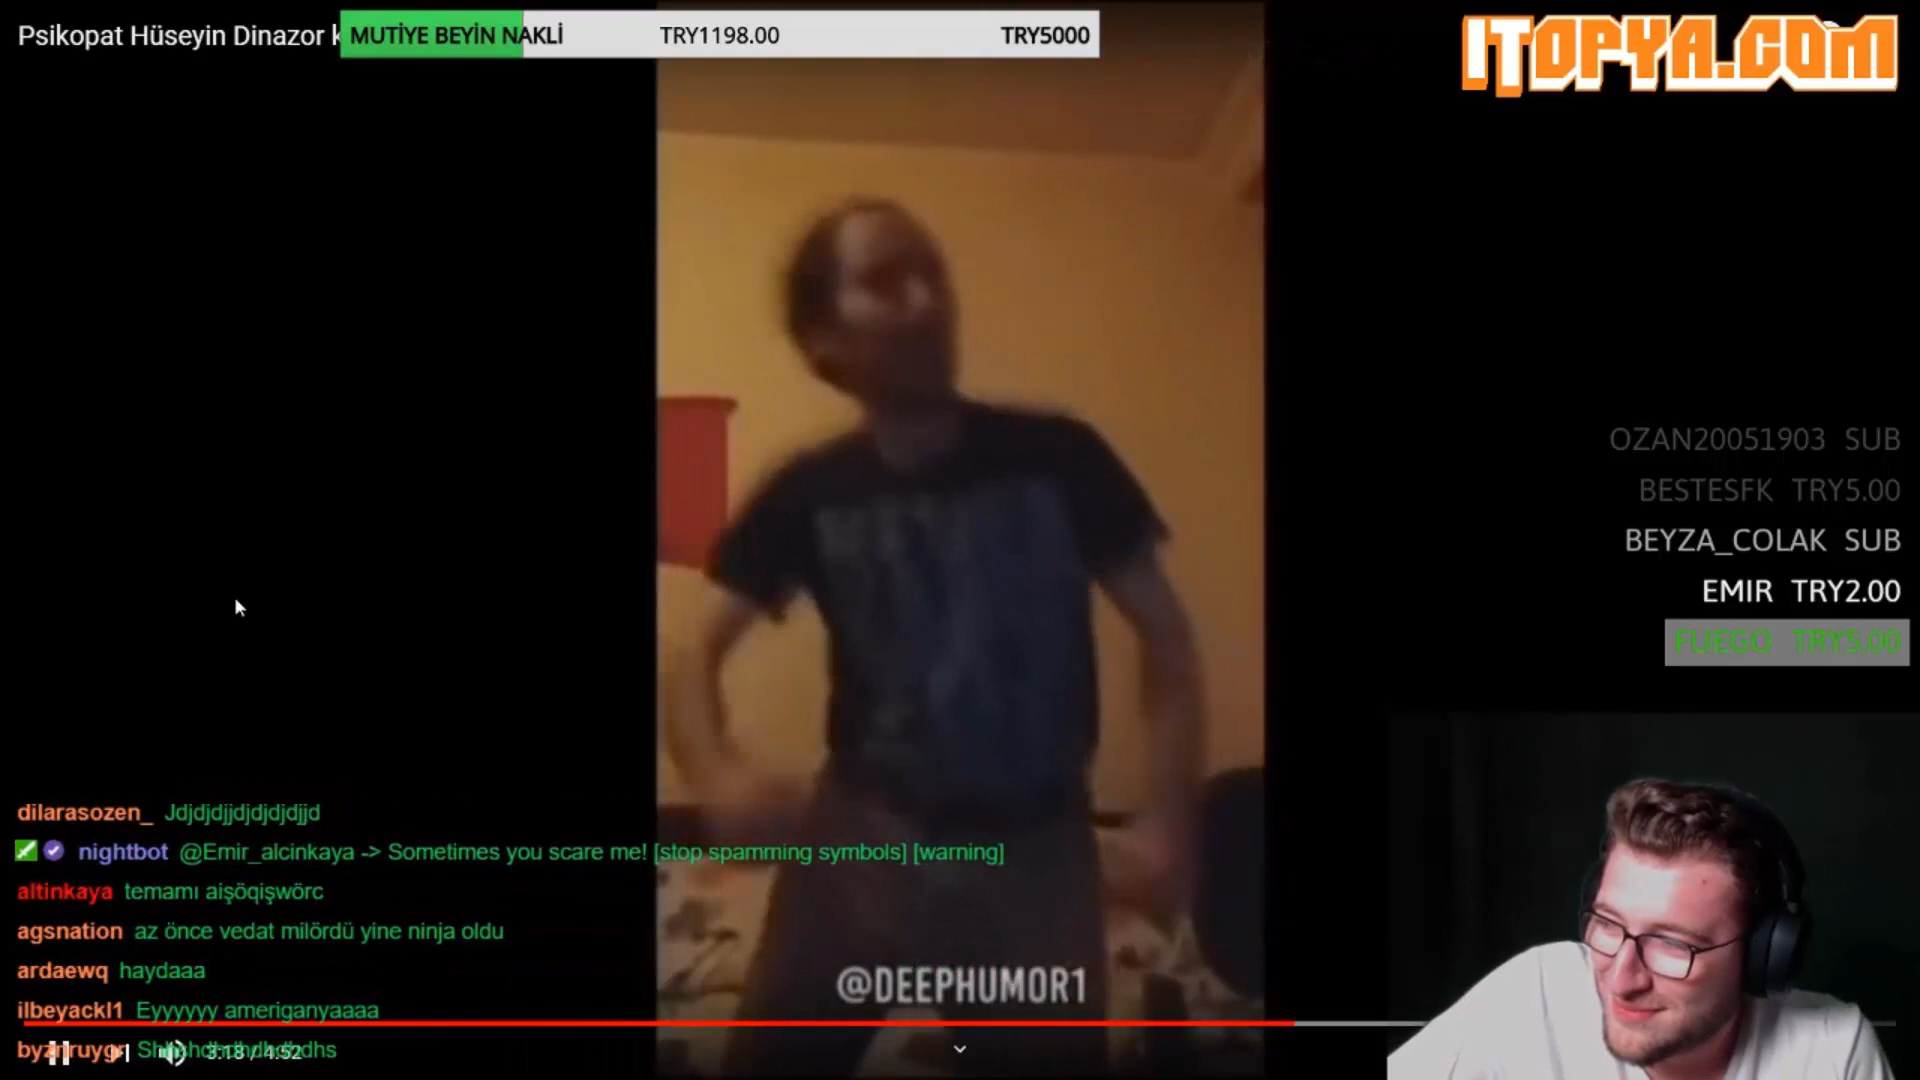 Psikopat Hüseyin Dinazor k
MUTİYE BEYİN NAKLİ TRY1198.00 TRY5000
ITOPYA.COM
OZAN20051903 SUB
BESTESFK TRY5.00
BEYZA_COLAK SUB
EMIR TRY2.00
FUEGO TRY5.00
dilarasozen_ Jdjdjdjjdjdjdjdjjd
nightbot @Emir_alcinkaya -> Sometimes you scare me! [stop spamming symbols] [warning]
altinkaya temamı aişöqişwörc
agsnation az önce vedat milördü yine ninja oldu
ardaewq haydaaa
@DEEPHUMOR1
ilbeyackl1 Eyyyyyy ameriganyaaaa
3:18 / 4:52